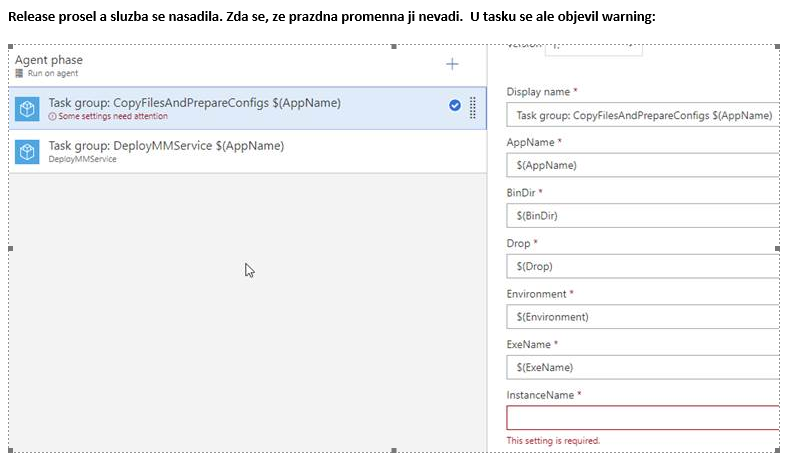 Release prosel a sluzba se nasadila. Zda se, ze prazdna promenna ji nevadi. U tasku se ale objevil warning:
Agent phase
Run on agent
Task group: CopyFilesAndPrepareConfigs $(AppName)
Some settings need attention
Task group: DeployMMService $(AppName)
DeployMMService
Version
Display name *
Task group: CopyFilesAndPrepareConfigs $(AppName)
AppName *
$(AppName)
BinDir *
$(BinDir)
Drop *
$(Drop)
Environment *
$(Environment)
ExeName *
$(ExeName)
InstanceName *
This setting is required.